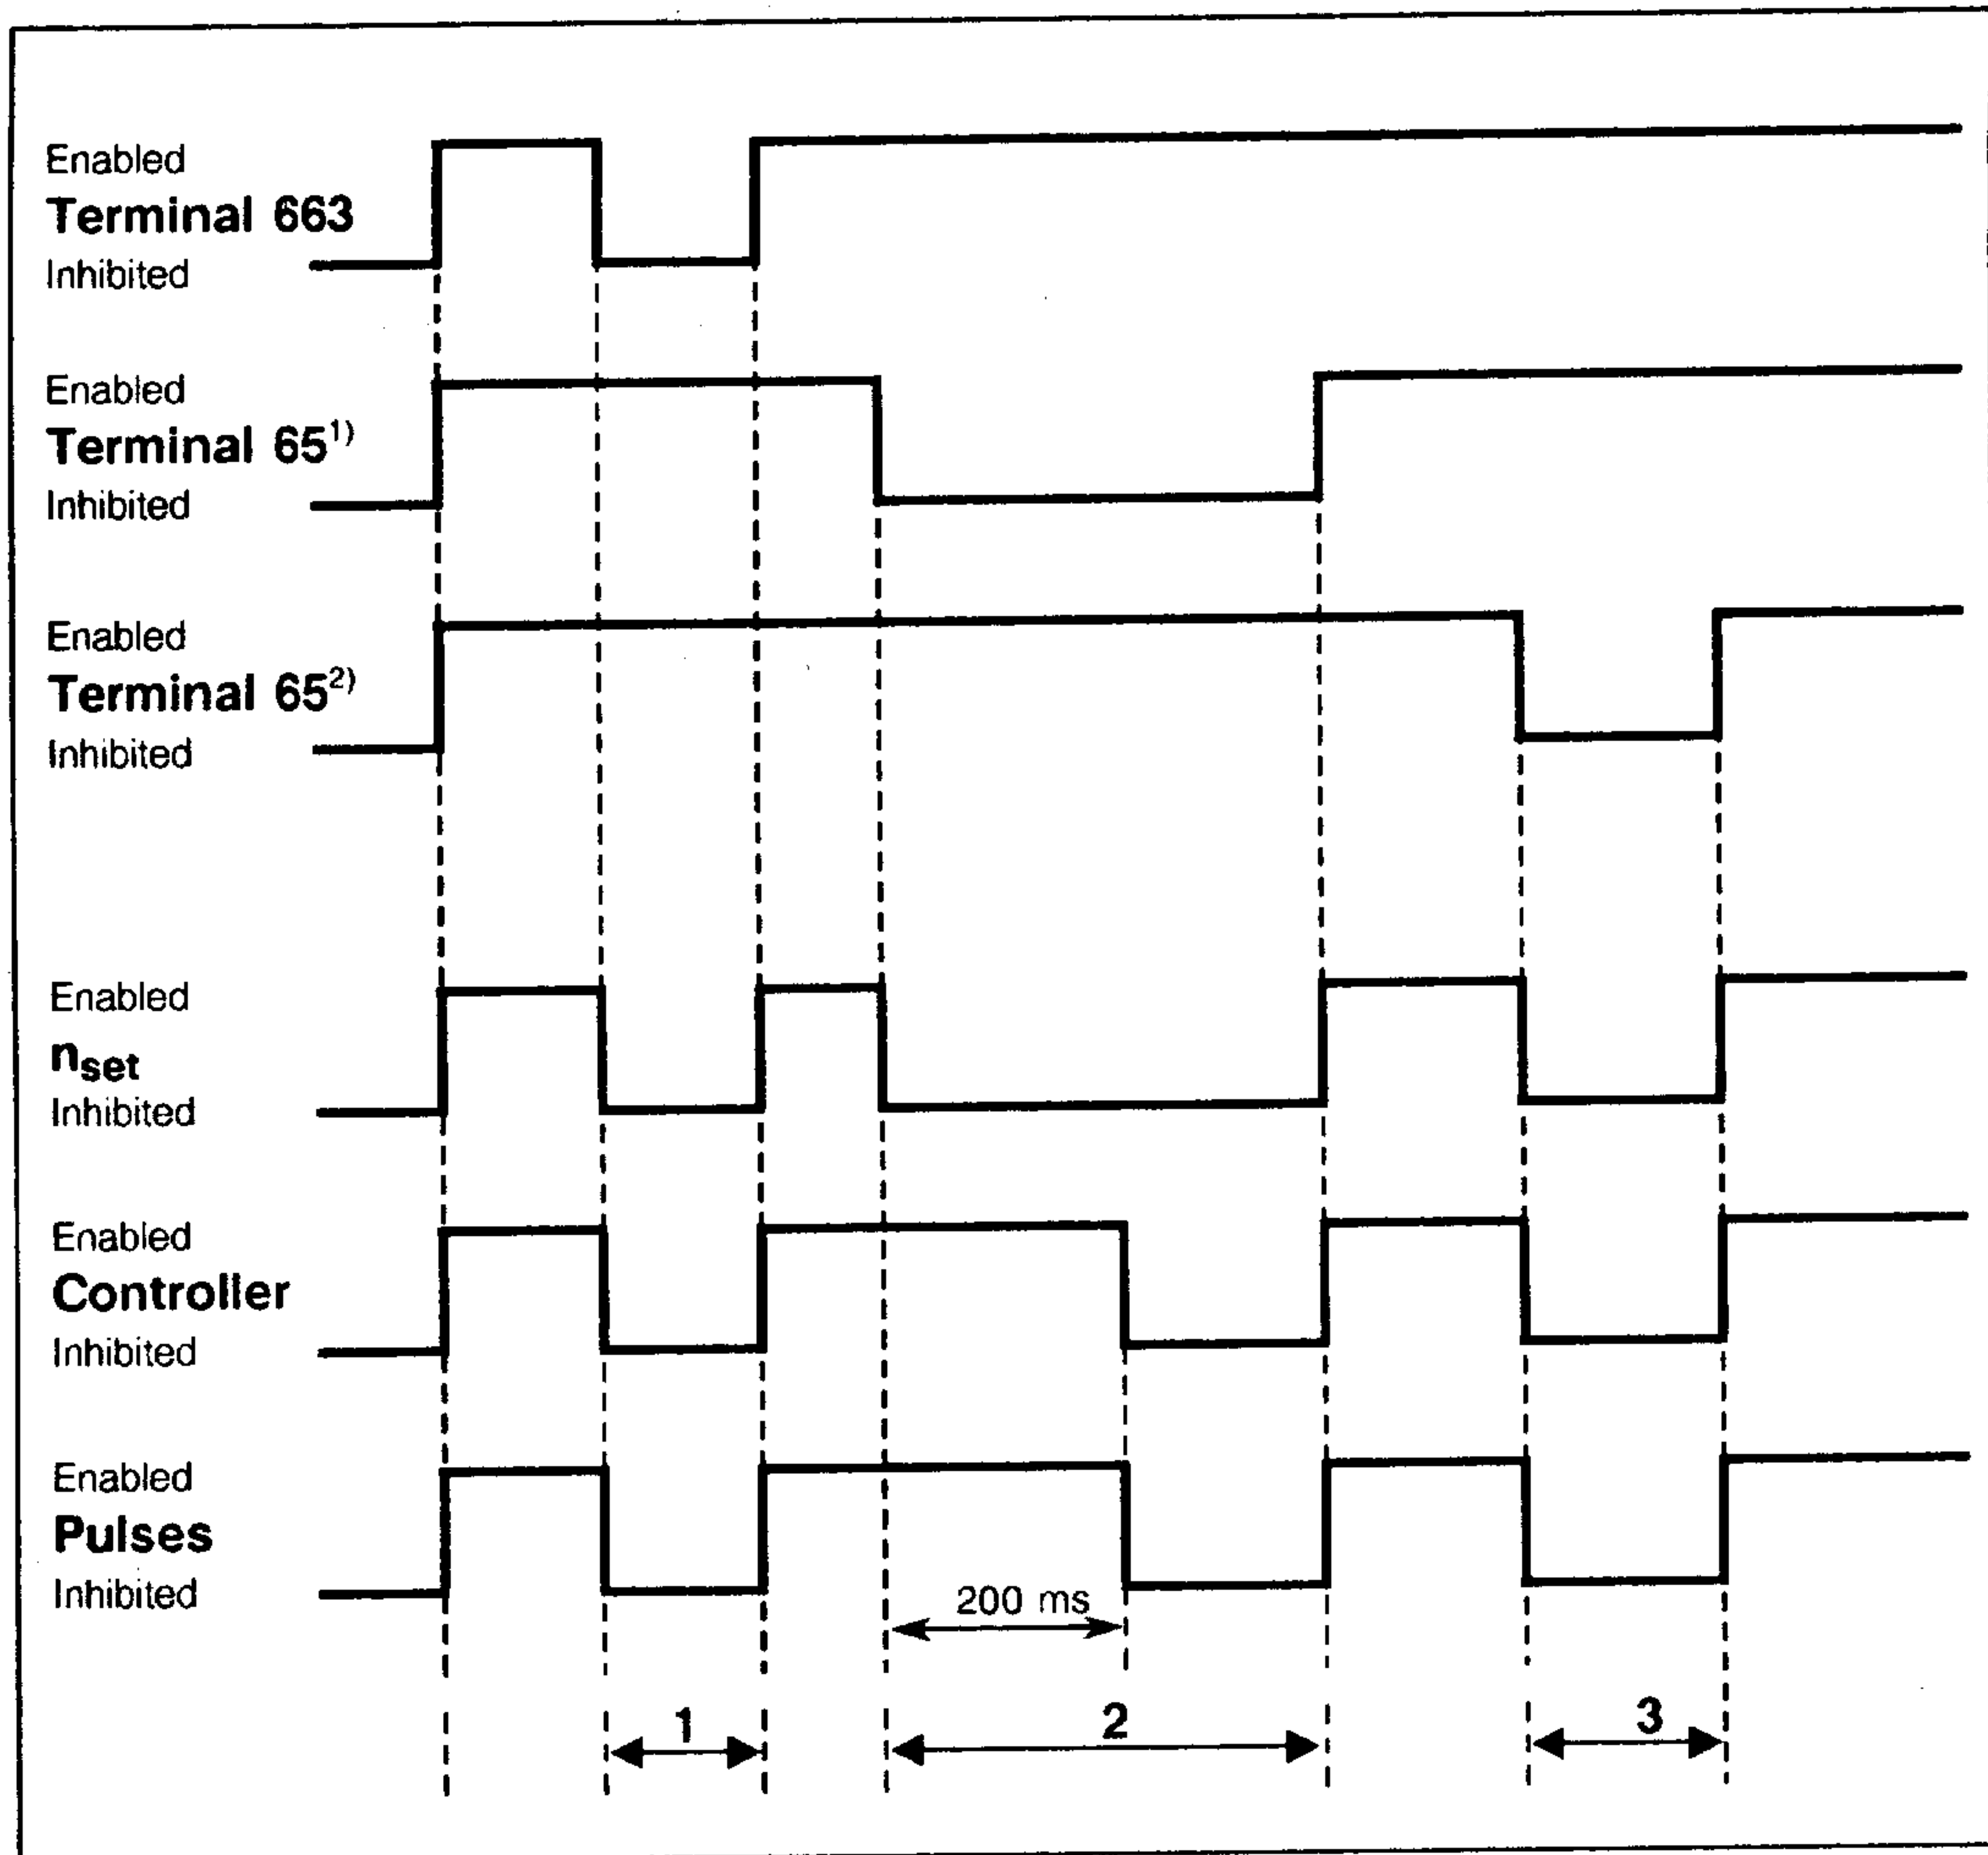 Enabled
Terminal 663
Inhibited
Enabled
Terminal 65¹⁾
Inhibited
Enabled
Terminal 65²⁾
Inhibited
Enabled
nset
Inhibited
Enabled
Controller
Inhibited
Enabled
Pulses
Inhibited
200 ms
1
2
3